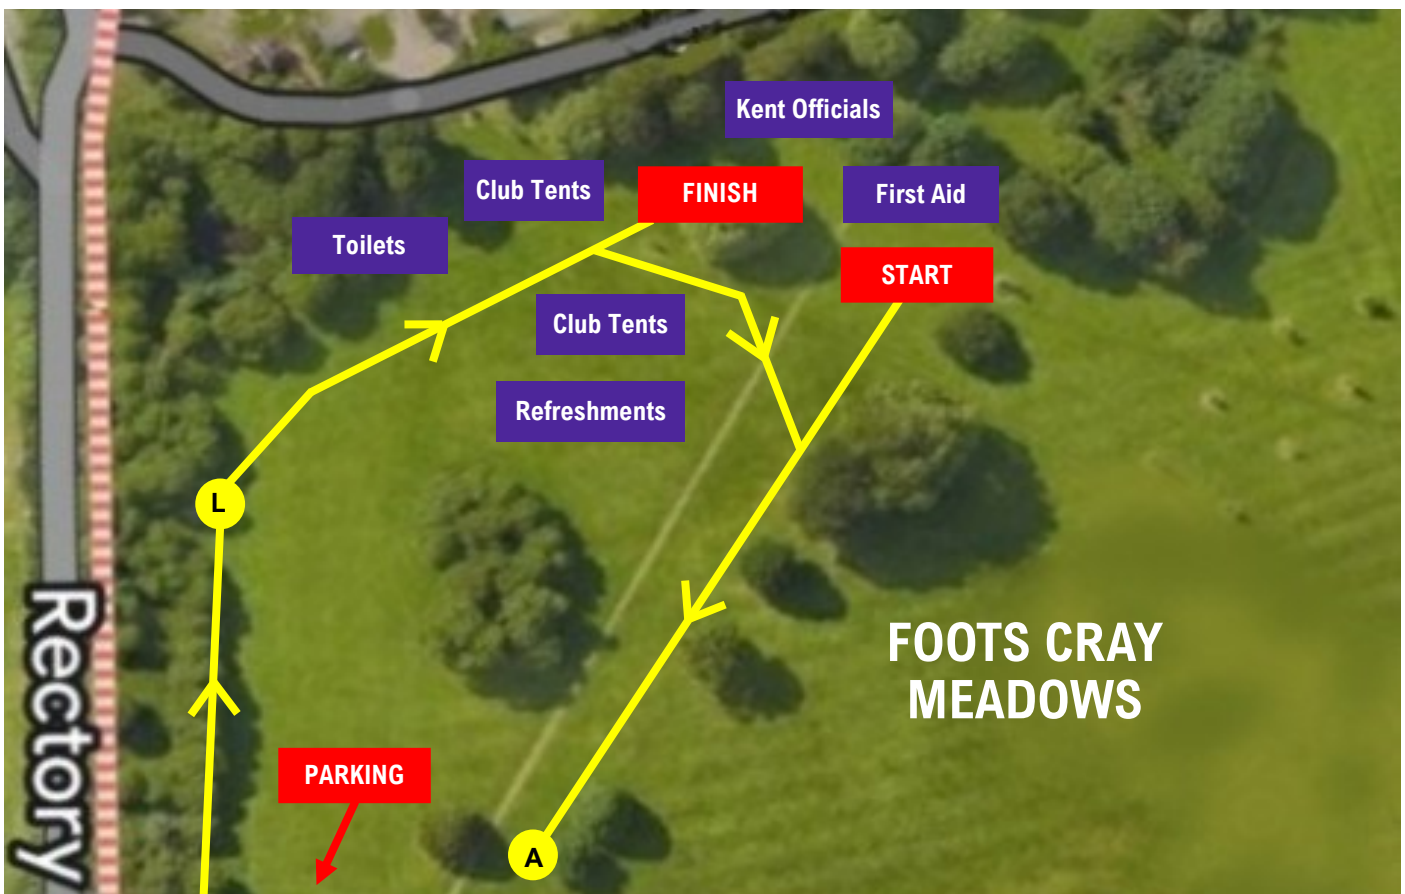 Kent Officials
Club Tents
FINISH
First Aid
Toilets
START
Club Tents
Refreshments
L
FOOTS CRAY
MEADOWS
Rectory
PARKING
A